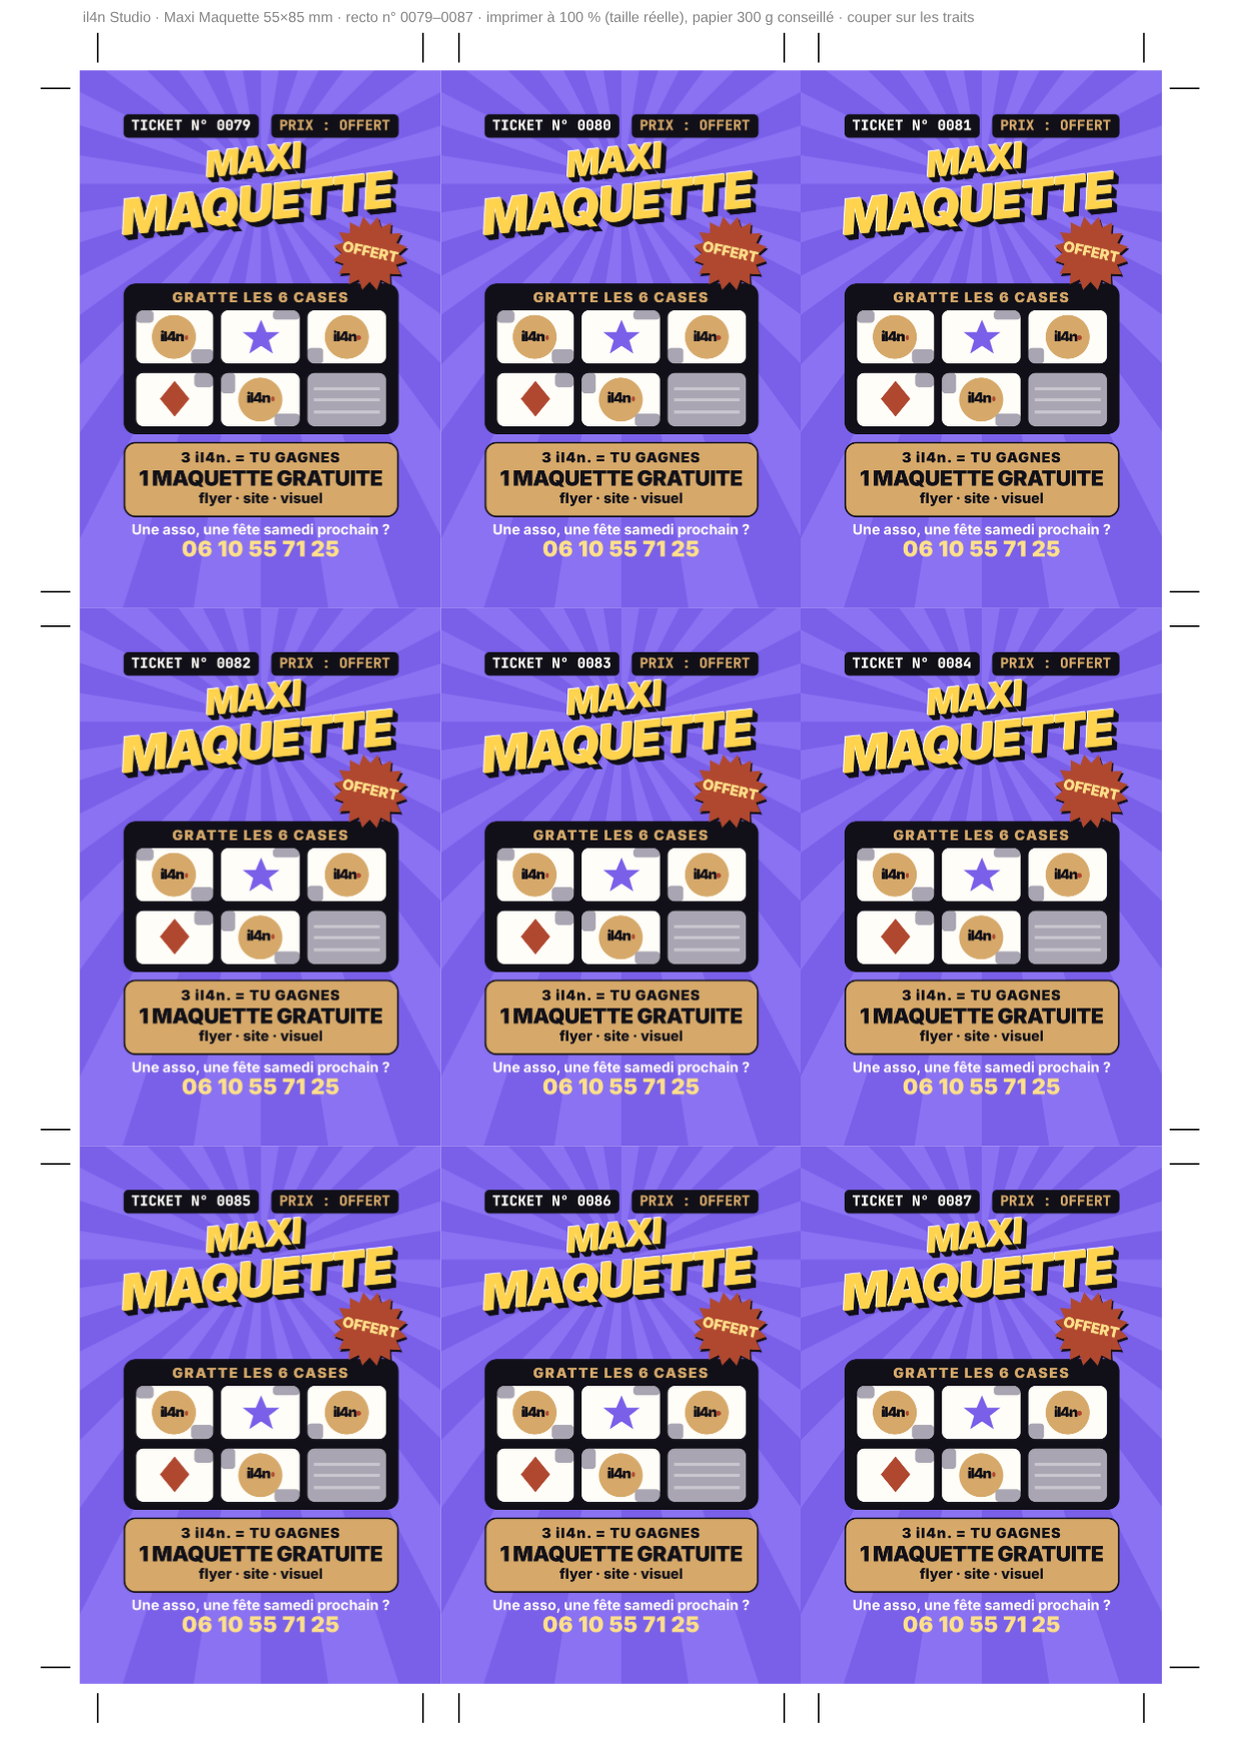 il4n Studio · Maxi Maquette 55×85 mm · recto n° 0079–0087 · imprimer à 100 % (taille réelle), papier 300 g conseillé · couper sur les traits
TICKET N° 0079 PRIX : OFFERT
MAXI
MAQUETTE
OFFERT
GRATTE LES 6 CASES
il4n. il4n.
il4n.
3 il4n. = TU GAGNES
1 MAQUETTE GRATUITE
flyer · site · visuel
Une asso, une fête samedi prochain ?
06 10 55 71 25
TICKET N° 0080 PRIX : OFFERT
MAXI
MAQUETTE
OFFERT
GRATTE LES 6 CASES
il4n. il4n.
il4n.
3 il4n. = TU GAGNES
1 MAQUETTE GRATUITE
flyer · site · visuel
Une asso, une fête samedi prochain ?
06 10 55 71 25
TICKET N° 0081 PRIX : OFFERT
MAXI
MAQUETTE
OFFERT
GRATTE LES 6 CASES
il4n. il4n.
il4n.
3 il4n. = TU GAGNES
1 MAQUETTE GRATUITE
flyer · site · visuel
Une asso, une fête samedi prochain ?
06 10 55 71 25
TICKET N° 0082 PRIX : OFFERT
MAXI
MAQUETTE
OFFERT
GRATTE LES 6 CASES
il4n. il4n.
il4n.
3 il4n. = TU GAGNES
1 MAQUETTE GRATUITE
flyer · site · visuel
Une asso, une fête samedi prochain ?
06 10 55 71 25
TICKET N° 0083 PRIX : OFFERT
MAXI
MAQUETTE
OFFERT
GRATTE LES 6 CASES
il4n. il4n.
il4n.
3 il4n. = TU GAGNES
1 MAQUETTE GRATUITE
flyer · site · visuel
Une asso, une fête samedi prochain ?
06 10 55 71 25
TICKET N° 0084 PRIX : OFFERT
MAXI
MAQUETTE
OFFERT
GRATTE LES 6 CASES
il4n. il4n.
il4n.
3 il4n. = TU GAGNES
1 MAQUETTE GRATUITE
flyer · site · visuel
Une asso, une fête samedi prochain ?
06 10 55 71 25
TICKET N° 0085 PRIX : OFFERT
MAXI
MAQUETTE
OFFERT
GRATTE LES 6 CASES
il4n. il4n.
il4n.
3 il4n. = TU GAGNES
1 MAQUETTE GRATUITE
flyer · site · visuel
Une asso, une fête samedi prochain ?
06 10 55 71 25
TICKET N° 0086 PRIX : OFFERT
MAXI
MAQUETTE
OFFERT
GRATTE LES 6 CASES
il4n. il4n.
il4n.
3 il4n. = TU GAGNES
1 MAQUETTE GRATUITE
flyer · site · visuel
Une asso, une fête samedi prochain ?
06 10 55 71 25
TICKET N° 0087 PRIX : OFFERT
MAXI
MAQUETTE
OFFERT
GRATTE LES 6 CASES
il4n. il4n.
il4n.
3 il4n. = TU GAGNES
1 MAQUETTE GRATUITE
flyer · site · visuel
Une asso, une fête samedi prochain ?
06 10 55 71 25